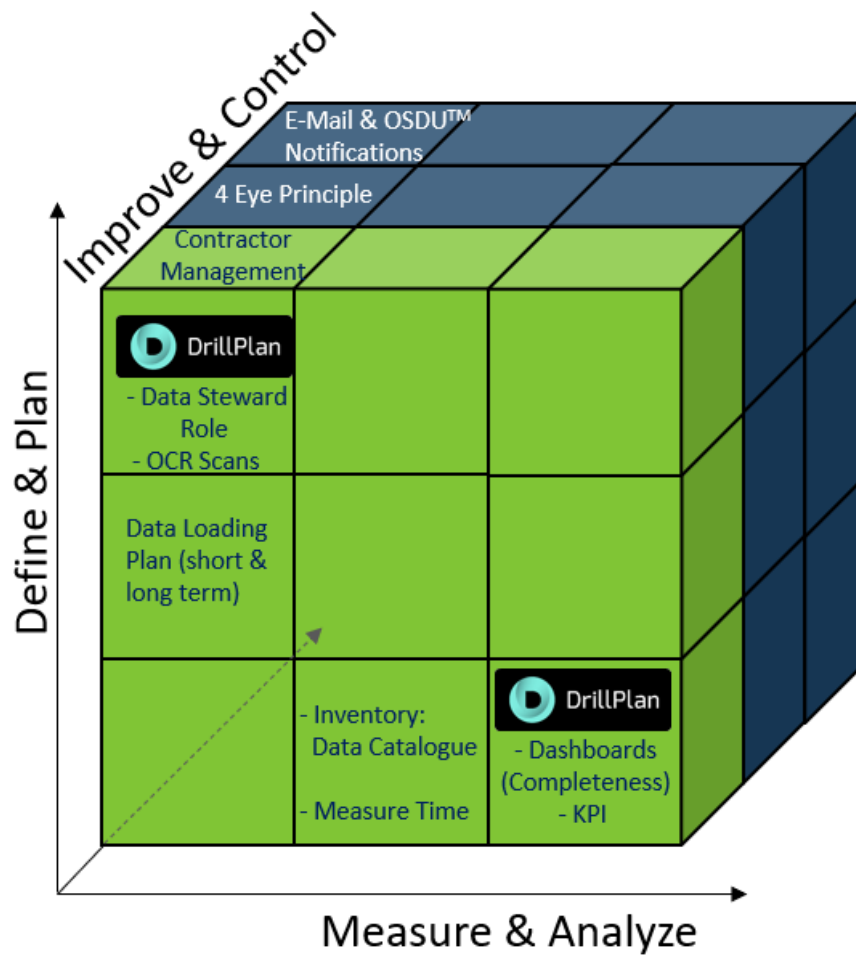 Improve & Control
E-Mail & OSDU™
Notifications
4 Eye Principle
Contractor
Management
Define & Plan
DrillPlan
- Data Steward
Role
- OCR Scans
Data Loading
Plan (short &
long term)
- Inventory:
Data Catalogue
- Measure Time
DrillPlan
- Dashboards
(Completeness)
- KPI
Measure & Analyze